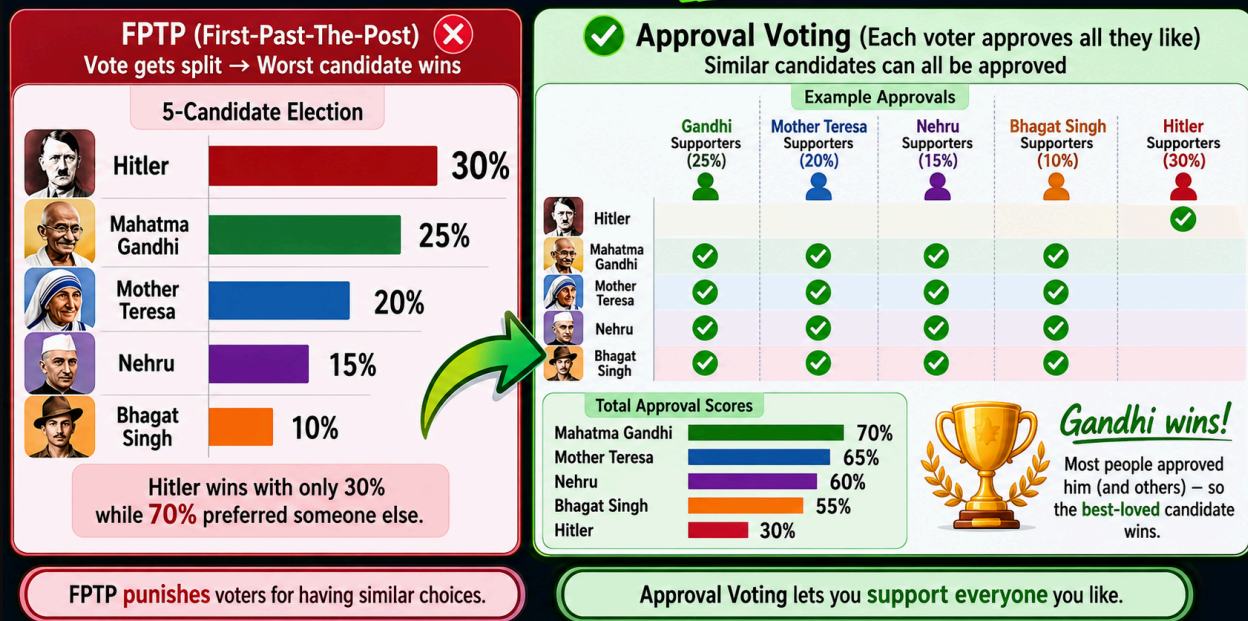 FPTP (First-Past-The-Post)
Vote gets split → Worst candidate wins
5-Candidate Election
Hitler
30%
Mahatma
Gandhi
25%
Mother
Teresa
20%
Nehru
15%
Bhagat
Singh
10%
Hitler wins with only 30%
while 70% preferred someone else.
FPTP punishes voters for having similar choices.
Approval Voting (Each voter approves all they like)
Similar candidates can all be approved
Example Approvals
Gandhi
Supporters
(25%)
Mother Teresa
Supporters
(20%)
Nehru
Supporters
(15%)
Bhagat Singh
Supporters
(10%)
Hitler
Supporters
(30%)
Hitler
Mahatma
Gandhi
Mother
Teresa
Nehru
Bhagat
Singh
Total Approval Scores
Mahatma Gandhi 70%
Mother Teresa 65%
Nehru 60%
Bhagat Singh 55%
Hitler 30%
Gandhi wins!
Most people approved
him (and others) – so
the best-loved candidate
wins.
Approval Voting lets you support everyone you like.